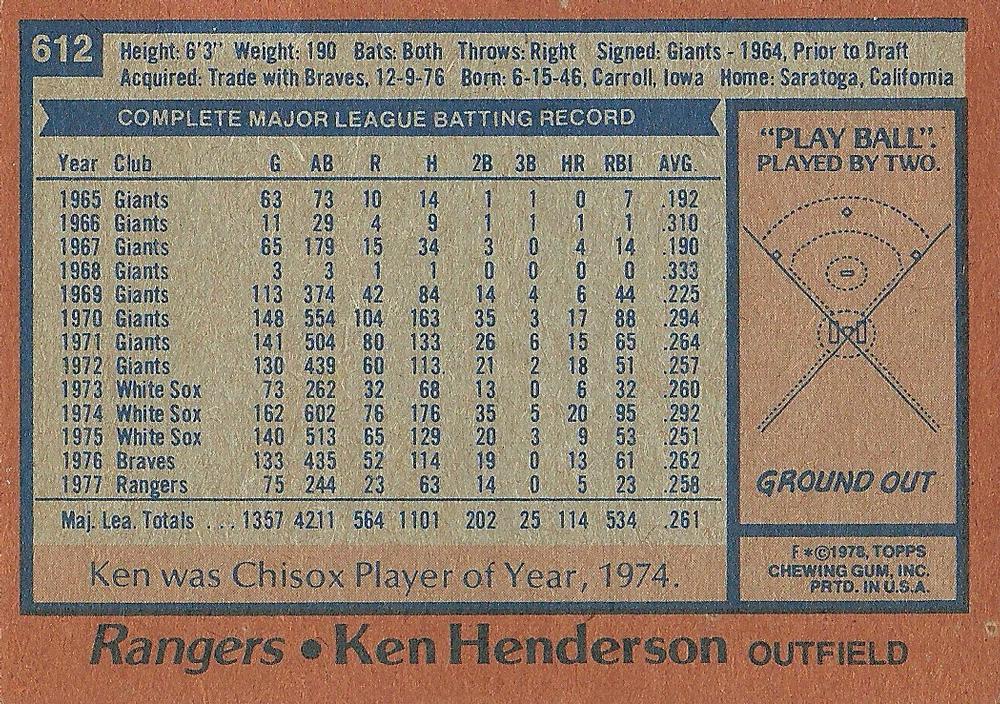 612
Height: 6'3" Weight: 190 Bats: Both Throws: Right Signed: Giants - 1964, Prior to Draft
Acquired: Trade with Braves, 12-9-76 Born: 6-15-46, Carroll, Iowa Home: Saratoga, California
COMPLETE MAJOR LEAGUE BATTING RECORD
Year Club G AB R H 2B 3B HR RBI AVG.
1965 Giants 63 73 10 14 1 1 0 7 .192
1966 Giants 11 29 4 9 1 1 1 1 .310
1967 Giants 65 179 15 34 3 0 4 14 .190
1968 Giants 3 3 1 1 0 0 0 0 .333
1969 Giants 113 374 42 84 14 4 6 44 .225
1970 Giants 148 554 104 163 35 3 17 88 .294
1971 Giants 141 504 80 133 26 6 15 65 .264
1972 Giants 130 439 60 113. 21 2 18 51 .257
1973 White Sox 73 262 32 68 13 0 6 32 .260
1974 White Sox 162 602 76 176 35 5 20 95 .292
1975 White Sox 140 513 65 129 20 3 9 53 .251
1976 Braves 133 435 52 114 19 0 13 61 .262
1977 Rangers 75 244 23 63 14 0 5 23 .258
Maj. Lea. Totals . . . 1357 4211 564 1101 202 25 114 534 .261
Ken was Chisox Player of Year, 1974.
"PLAY BALL".
PLAYED BY TWO.
GROUND OUT
F*©1978, TOPPS
CHEWING GUM, INC.
PRTD. IN U.S.A.
Rangers • Ken Henderson OUTFIELD